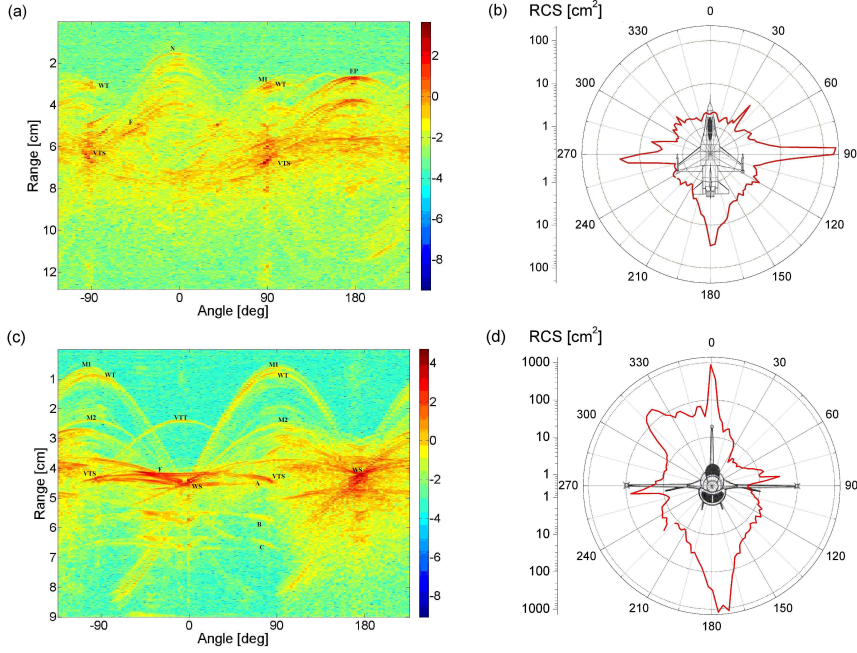 (a)
N
WT
MI
WT
EP
F
VTS
VTS
2
4
6
8
10
12
Range [cm]
-90
0
90
180
Angle [deg]
2
0
-2
-4
-6
-8
(b)
RCS [cm²]
0
30
60
90
120
150
180
210
240
270
300
330
100
10
1
1
10
100
(c)
MI
WT
MI
WT
M2
VTT
M2
VTS
F
WS
A
VTS
WS
B
C
1
2
3
4
5
6
7
8
9
Range [cm]
-90
0
90
180
Angle [deg]
4
2
0
-2
-4
-6
-8
(d)
RCS [cm²]
0
30
60
90
120
150
180
210
240
270
300
330
1000
100
10
1
1
10
100
1000